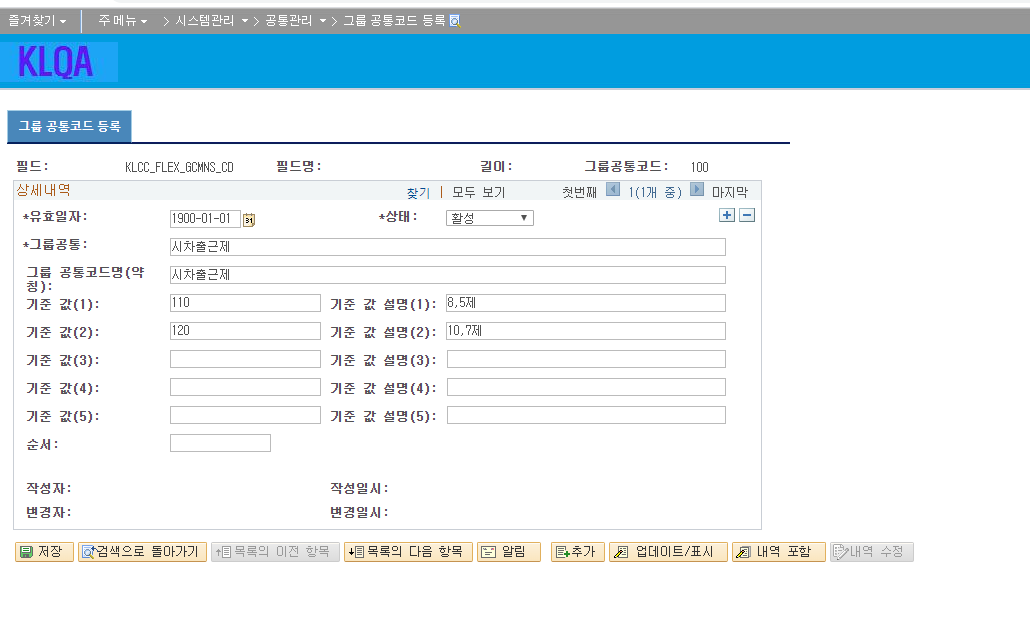 즐겨찾기 주 메뉴 > 시스템관리 > 공통관리 > 그룹 공통코드 등록
KLQA
그룹 공통코드 등록
필드: KLCC_FLEX_GCMNS_CD 필드명: 길이: 그룹공통코드: 100
상세내역 찾기 | 모두 보기 첫번째 1(1개 중) 마지막
*유효일자: 1900-01-01 31 *상태: 활성
*그룹공통: 시차출근제
그룹 공통코드명(약
칭): 시차출근제
기준 값(1): 110 기준 값 설명(1): 8,5제
기준 값(2): 120 기준 값 설명(2): 10,7제
기준 값(3): 기준 값 설명(3):
기준 값(4): 기준 값 설명(4):
기준 값(5): 기준 값 설명(5):
순서:
작성자: 작성일시:
변경자: 변경일시:
저장 검색으로 돌아가기 목록의 이전 항목 목록의 다음 항목 알림 추가 업데이트/표시 내역 포함 내역 수정